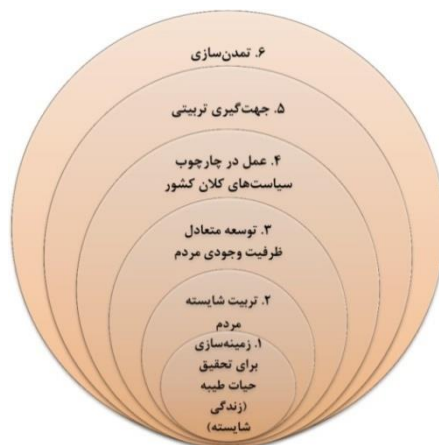 ۶. تمدن‌سازی
۵. جهت‌گیری تربیتی
۴. عمل در چارچوب
سیاست‌های کلان کشور
۳. توسعه متعادل
ظرفیت وجودی مردم
۲. تربیت شایسته
مردم
۱. زمینه‌سازی
برای تحقیق
حیات طیبه
(زندگی
شایسته)